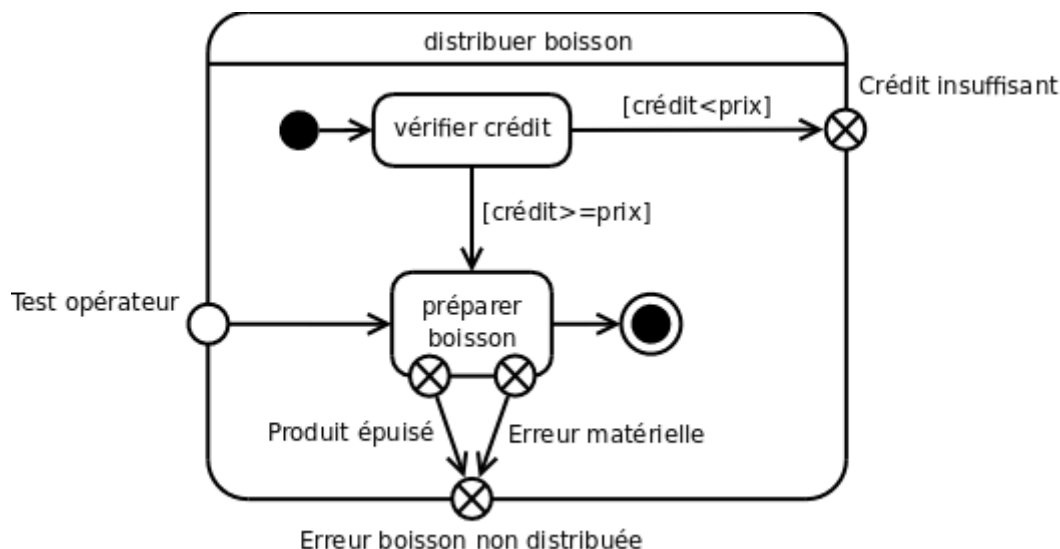 distribuer boisson
Crédit insuffisant
[crédit<prix]
vérifier crédit
[crédit>=prix]
Test opérateur
préparer
boisson
Produit épuisé
Erreur matérielle
Erreur boisson non distribuée